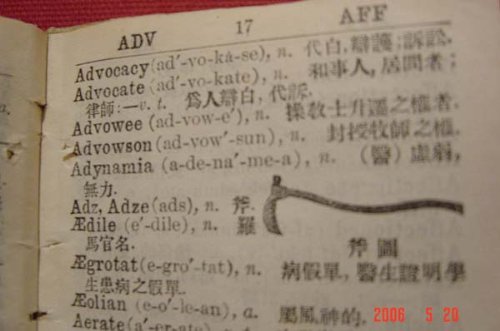 ADV 17 AFF
Advocacy (ad'-vo-ka-se), n. 代白, 辯護; 訴訟.
Advocate (ad'-vo-kate), n. 和事人, 居間者;
律師:—v. t. 爲人辯白, 代訴.
Advowee (ad-vow-e'), n. 操教士升遷之權者.
Advowson (ad-vow'-sun), n. 封授牧師之權.
Adynamia (a-de-na'-me-a), n. (醫) 虛弱,
無力.
Adz, Adze (ads), n. 斧.
Ædile (e'-dile), n. 羅
馬官名.
斧圖
Ægrotat (e-gro'-tat), n. 病假單, 醫生證明學
生患病之假單.
Æolian (e-o'-le-an), a. 屬風神的.
Aerate (a'-er-ate)
2006 5 20